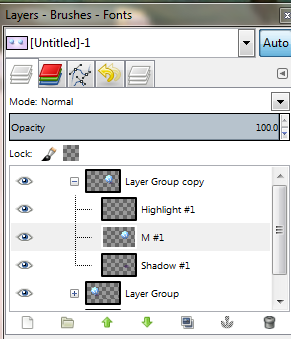 Layers - Brushes - Fonts
[Untitled]-1
Auto
Mode: Normal
Opacity 100.0
Lock:
Layer Group copy
Highlight #1
M #1
Shadow #1
Layer Group